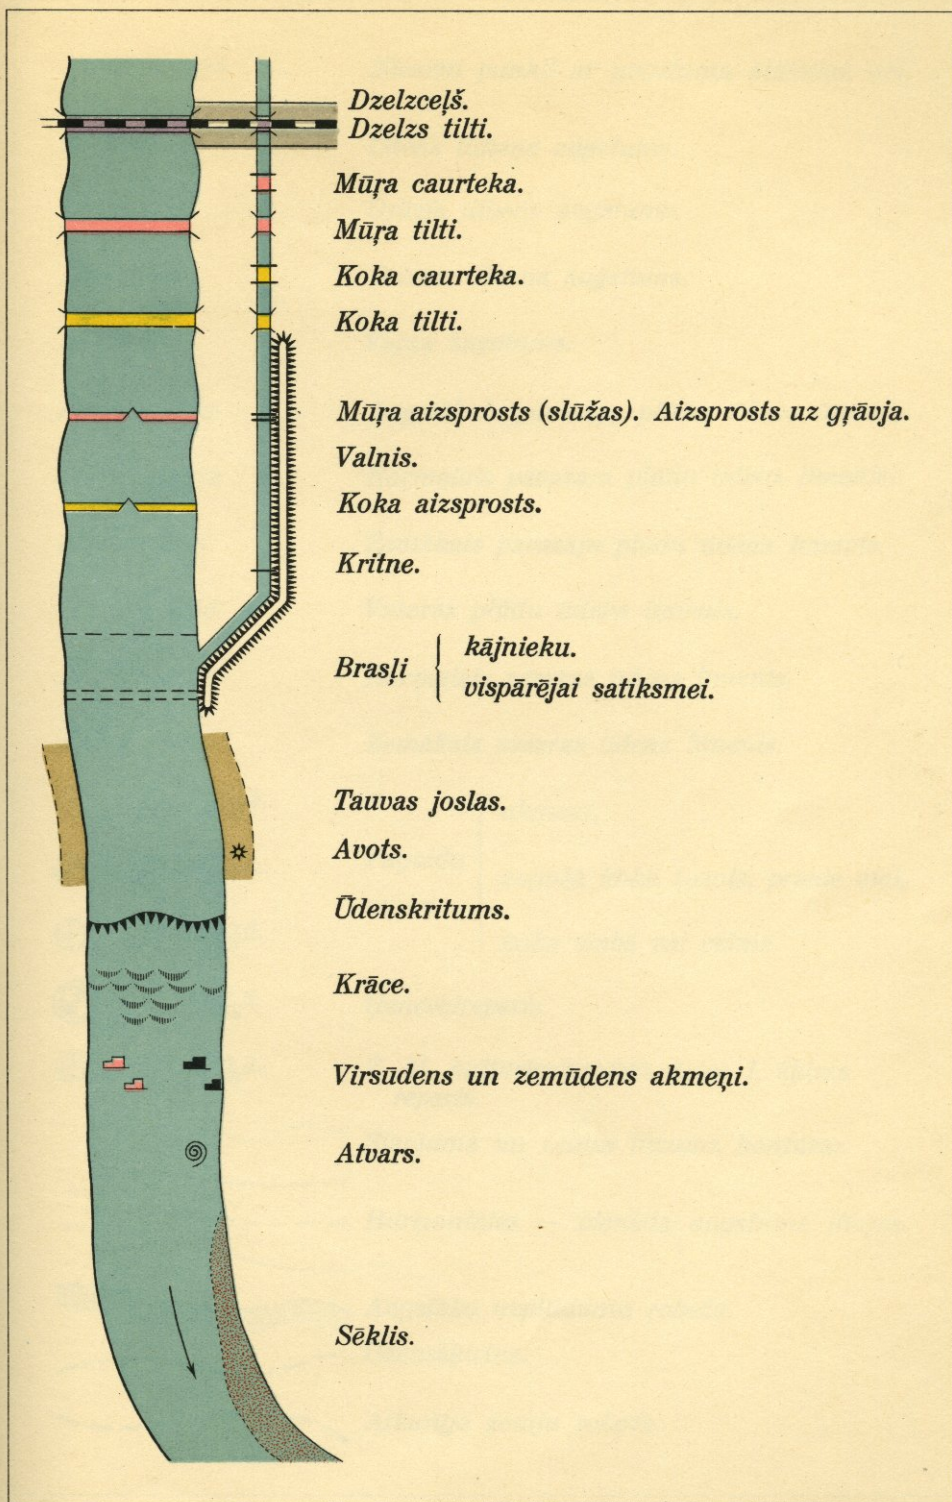 Dzelzceļš.
Dzelzs tilti.
Mūŗa caurteka.
Mūŗa tilti.
Koka caurteka.
Koka tilti.
Mūŗa aizsprosts (slūžas). Aizsprosts uz gŗāvja.
Valnis.
Koka aizsprosts.
Kritne.
Brasļi { kājnieku.
vispārējai satiksmei.
Tauvas joslas.
Avots.
Ūdenskritums.
Krāce.
Virsūdens un zemūdens akmeņi.
Atvars.
Sēklis.